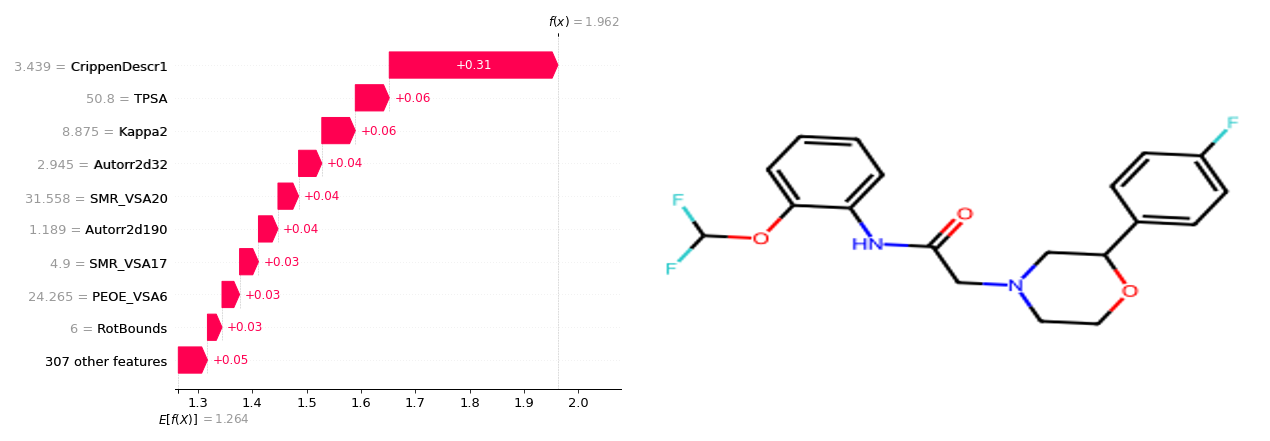 f(x) = 1.962
3.439 = CrippenDescr1
+0.31
50.8 = TPSA
+0.06
8.875 = Kappa2
+0.06
2.945 = Autorr2d32
+0.04
31.558 = SMR_VSA20
+0.04
1.189 = Autorr2d190
+0.04
4.9 = SMR_VSA17
+0.03
24.265 = PEOE_VSA6
+0.03
6 = RotBounds
+0.03
307 other features
+0.05
1.3 1.4 1.5 1.6 1.7 1.8 1.9 2.0
E[f(X)] = 1.264
F
F
O
HN
O
N
O
F